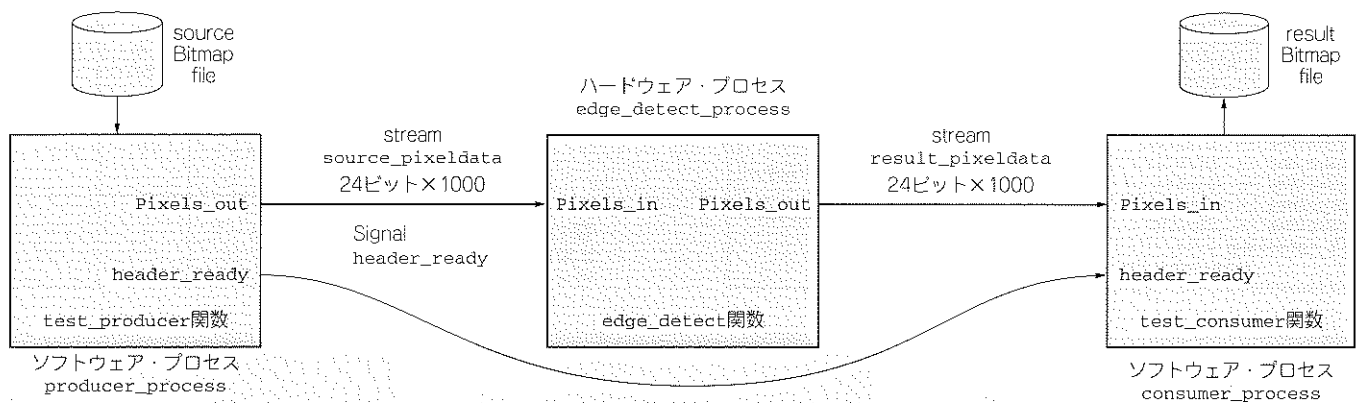 source
Bitmap
file
result
Bitmap
file
ハードウェア・プロセス
edge_detect_process
stream
source_pixeldata
24ビット×1000
stream
result_pixeldata
24ビット×1000
Pixels_out
Pixels_in
Pixels_out
Pixels_in
Signal
header_ready
header_ready
header_ready
test_producer関数
edge_detect関数
test_consumer関数
ソフトウェア・プロセス
producer_process
ソフトウェア・プロセス
consumer_process